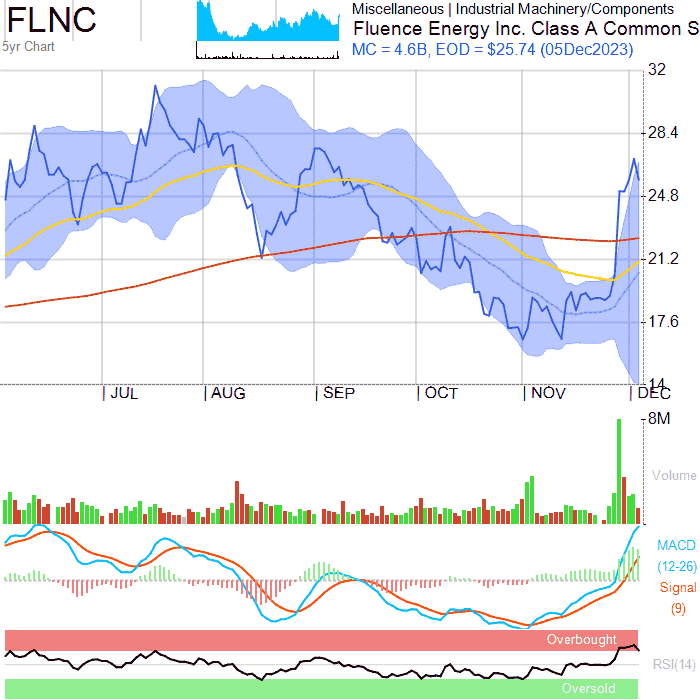 FLNC
5yr Chart
Miscellaneous | Industrial Machinery/Components
Fluence Energy Inc. Class A Common S
MC = 4.6B, EOD = $25.74 (05Dec2023)
32
28.4
24.8
21.2
17.6
14
JUL
AUG
SEP
OCT
NOV
DEC
8M
Volume
MACD
(12-26)
Signal
(9)
Overbought
RSI(14)
Oversold